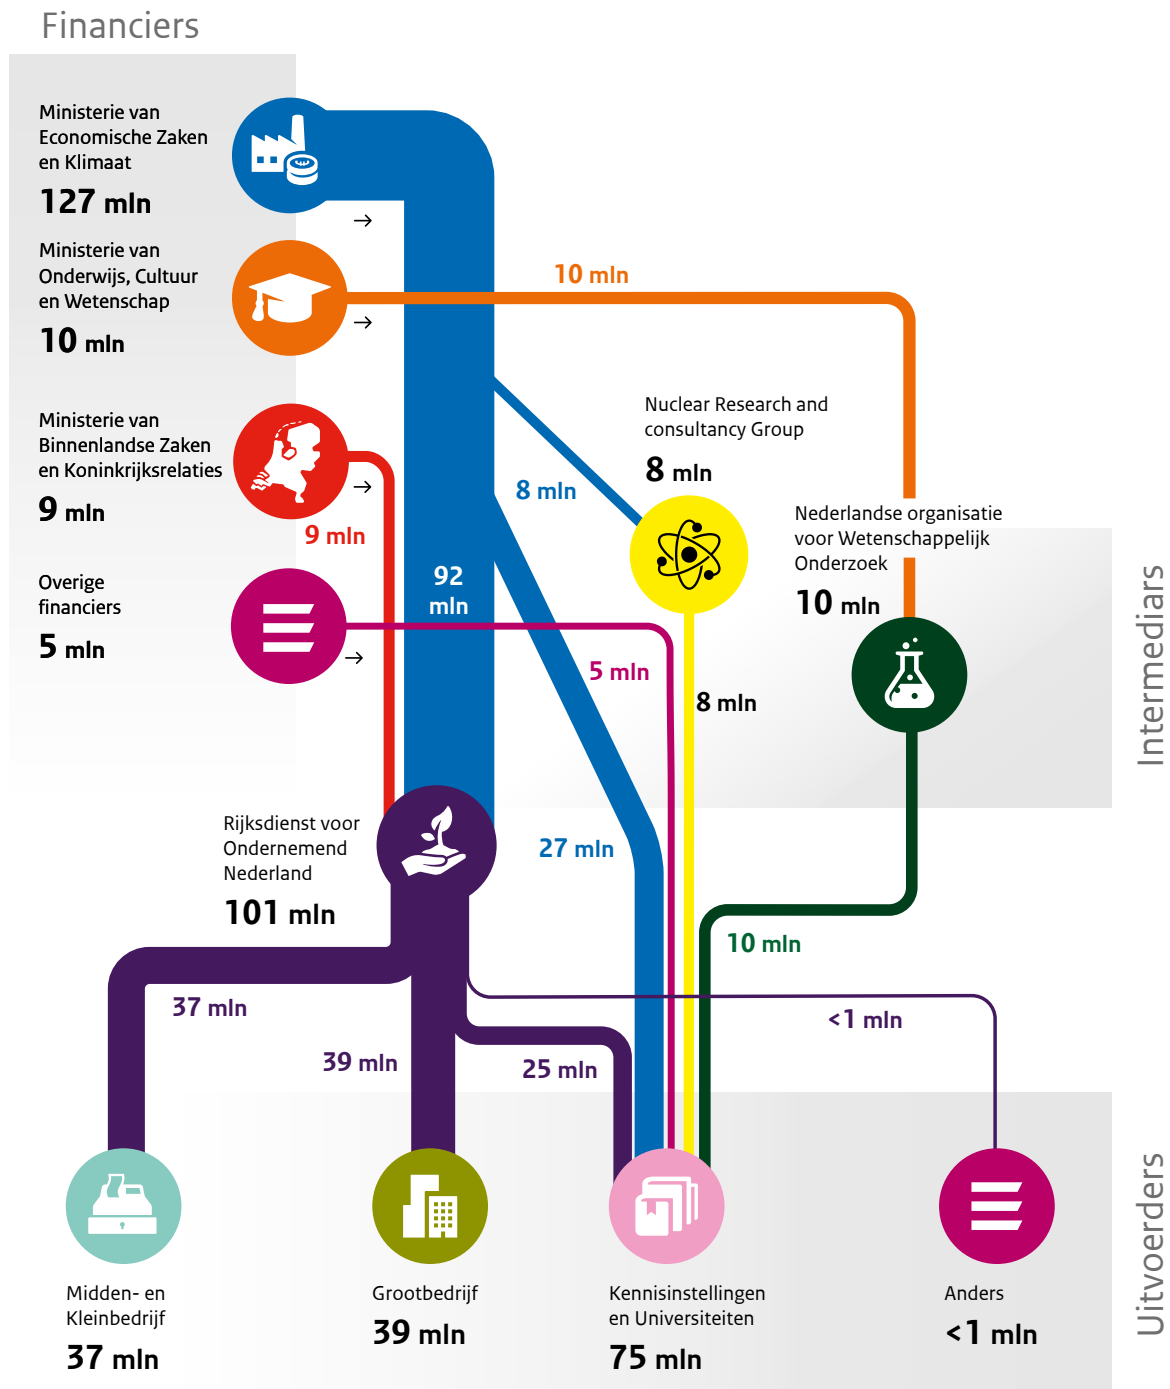 Financiers
Ministerie van
Economische Zaken
en Klimaat
127 mln
Ministerie van
Onderwijs, Cultuur
en Wetenschap
10 mln
10 mln
Ministerie van
Binnenlandse Zaken
en Koninkrijksrelaties
9 mln
9 mln
Nuclear Research and
consultancy Group
8 mln
8 mln
Nederlandse organisatie
voor Wetenschappelijk
Onderzoek
10 mln
Overige
financiers
5 mln
92
mln
5 mln
8 mln
Intermediars
Rijksdienst voor
Ondernemend
Nederland
101 mln
27 mln
10 mln
37 mln
39 mln
25 mln
<1 mln
Uitvoerders
Midden- en
Kleinbedrijf
37 mln
Grootbedrijf
39 mln
Kennisinstellingen
en Universiteiten
75 mln
Anders
<1 mln